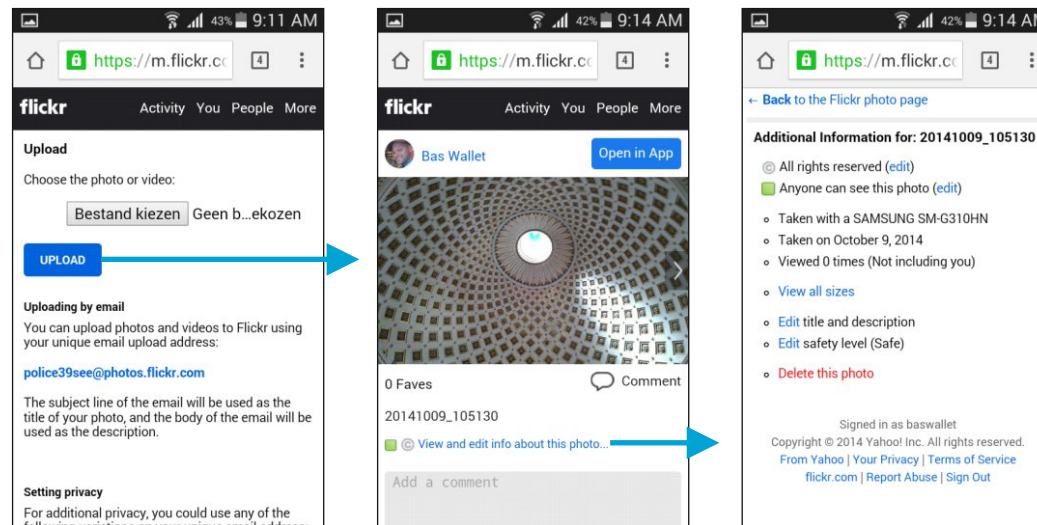 43% 9:11 AM
https://m.flickr.co 4
flickr Activity You People More
Upload
Choose the photo or video:
Bestand kiezen Geen b...ekozen
UPLOAD
Uploading by email
You can upload photos and videos to Flickr using
your unique email upload address:
police39see@photos.flickr.com
The subject line of the email will be used as the
title of your photo, and the body of the email will be
used as the description.
Setting privacy
For additional privacy, you could use any of the
following variations on your unique email address:
42% 9:14 AM
https://m.flickr.co 4
flickr Activity You People More
Bas Wallet Open in App
0 Faves Comment
20141009_105130
© View and edit info about this photo...
Add a comment
42% 9:14 AM
https://m.flickr.co 4
← Back to the Flickr photo page
Additional Information for: 20141009_105130
© All rights reserved (edit)
Anyone can see this photo (edit)
Taken with a SAMSUNG SM-G310HN
Taken on October 9, 2014
Viewed 0 times (Not including you)
View all sizes
Edit title and description
Edit safety level (Safe)
Delete this photo
Signed in as baswallet
Copyright © 2014 Yahoo! Inc. All rights reserved.
From Yahoo | Your Privacy | Terms of Service
flickr.com | Report Abuse | Sign Out